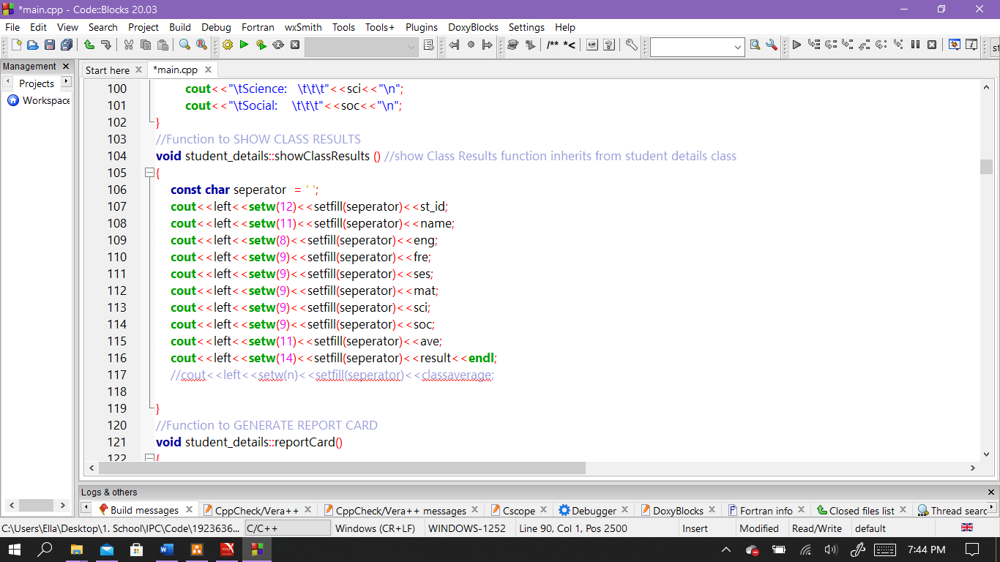 *main.cpp - Code::Blocks 20.03
File Edit View Search Project Build Debug Fortran wxSmith Tools Tools+ Plugins DoxyBlocks Settings Help
/** *<
st
Management
Projects
Workspace
Start here *main.cpp
100 cout<<"\tScience: \t\t\t"<<sci<<"\n";
101 cout<<"\tSocial: \t\t\t"<<soc<<"\n";
102 }
103 //Function to SHOW CLASS RESULTS
104 void student_details::showClassResults () //show Class Results function inherits from student details class
105 {
106 const char seperator = ' ';
107 cout<<left<<setw(12)<<setfill(seperator)<<st_id;
108 cout<<left<<setw(11)<<setfill(seperator)<<name;
109 cout<<left<<setw(8)<<setfill(seperator)<<eng;
110 cout<<left<<setw(9)<<setfill(seperator)<<fre;
111 cout<<left<<setw(9)<<setfill(seperator)<<ses;
112 cout<<left<<setw(9)<<setfill(seperator)<<mat;
113 cout<<left<<setw(9)<<setfill(seperator)<<sci;
114 cout<<left<<setw(9)<<setfill(seperator)<<soc;
115 cout<<left<<setw(11)<<setfill(seperator)<<ave;
116 cout<<left<<setw(14)<<setfill(seperator)<<result<<endl;
117 //cout<<left<<setw(n)<<setfill(seperator)<<classaverage;
118
119 }
120 //Function to GENERATE REPORT CARD
121 void student_details::reportCard()
122 {
Logs & others
Build messages CppCheck/Vera++ CppCheck/Vera++ messages Cscope Debugger DoxyBlocks Fortran info Closed files list Thread searc
C:\Users\Ella\Desktop\1. School\IPC\Code\1923636... C/C++ Windows (CR+LF) WINDOWS-1252 Line 90, Col 1, Pos 2500 Insert Modified Read/Write default
7:44 PM